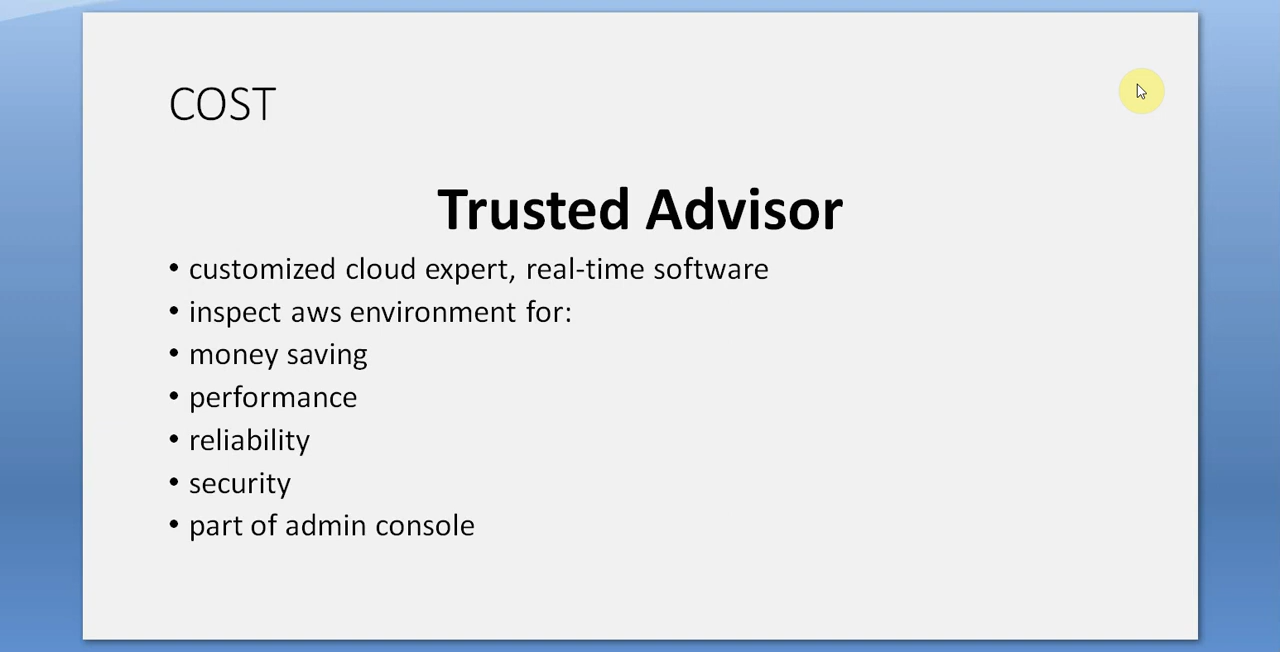 COST
Trusted Advisor
• customized cloud expert, real-time software
• inspect aws environment for:
• money saving
• performance
• reliability
• security
• part of admin console